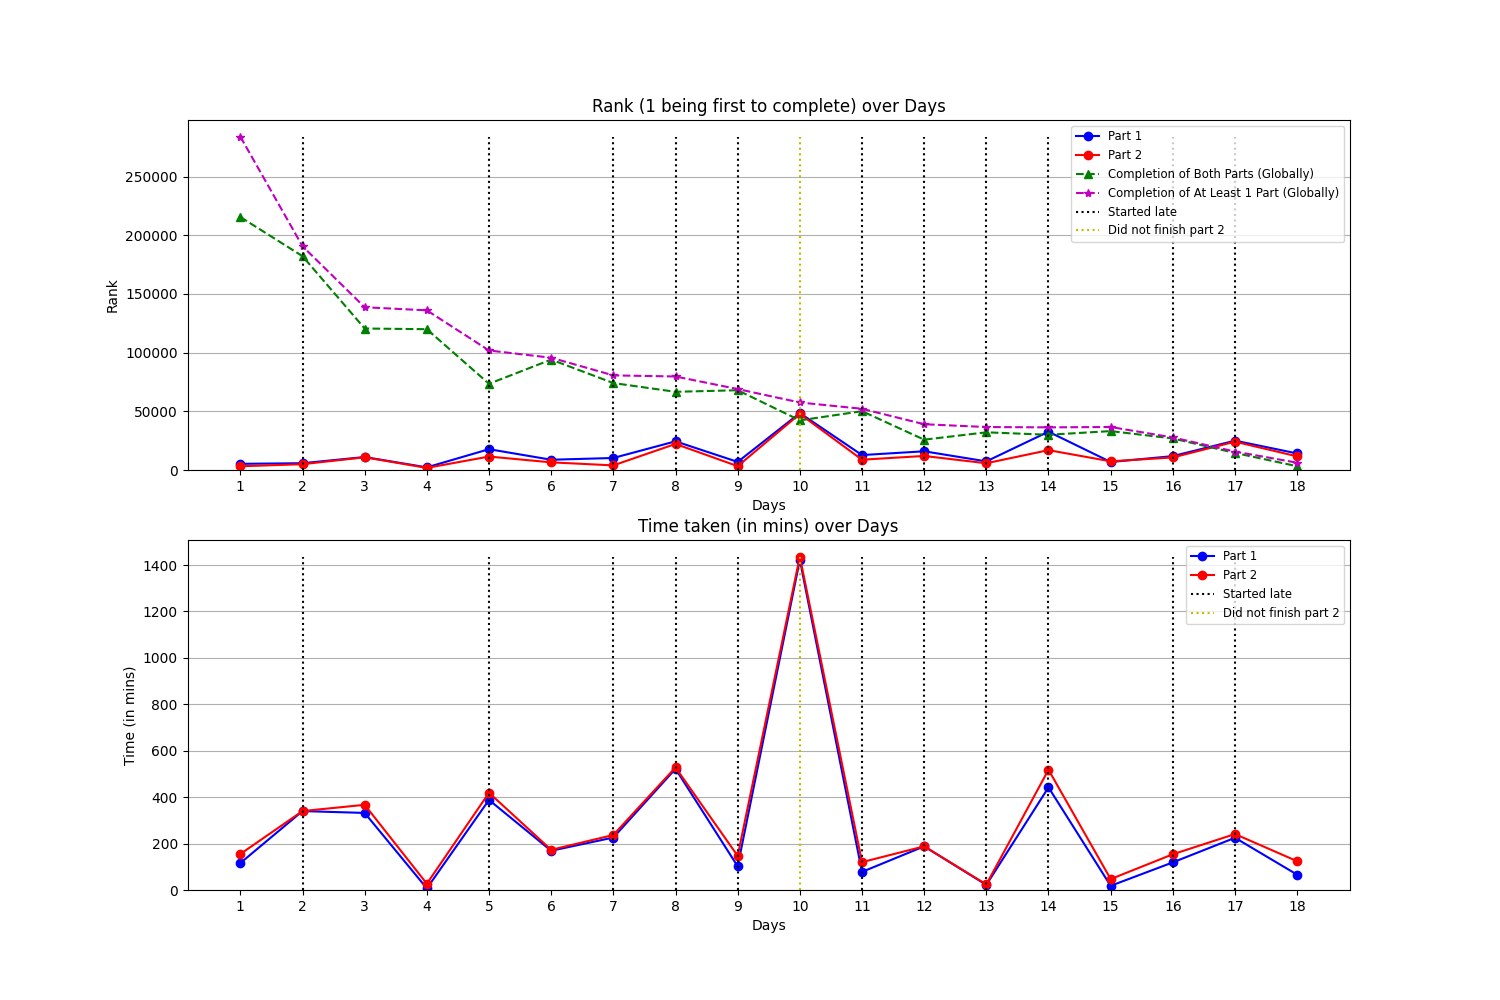 Rank (1 being first to complete) over Days
Part 1
Part 2
Completion of Both Parts (Globally)
Completion of At Least 1 Part (Globally)
Started late
Did not finish part 2
250000
200000
150000
100000
50000
0
Rank
1 2 3 4 5 6 7 8 9 10 11 12 13 14 15 16 17 18
Days
Time taken (in mins) over Days
Part 1
Part 2
Started late
Did not finish part 2
1400
1200
1000
800
600
400
200
0
Time (in mins)
1 2 3 4 5 6 7 8 9 10 11 12 13 14 15 16 17 18
Days